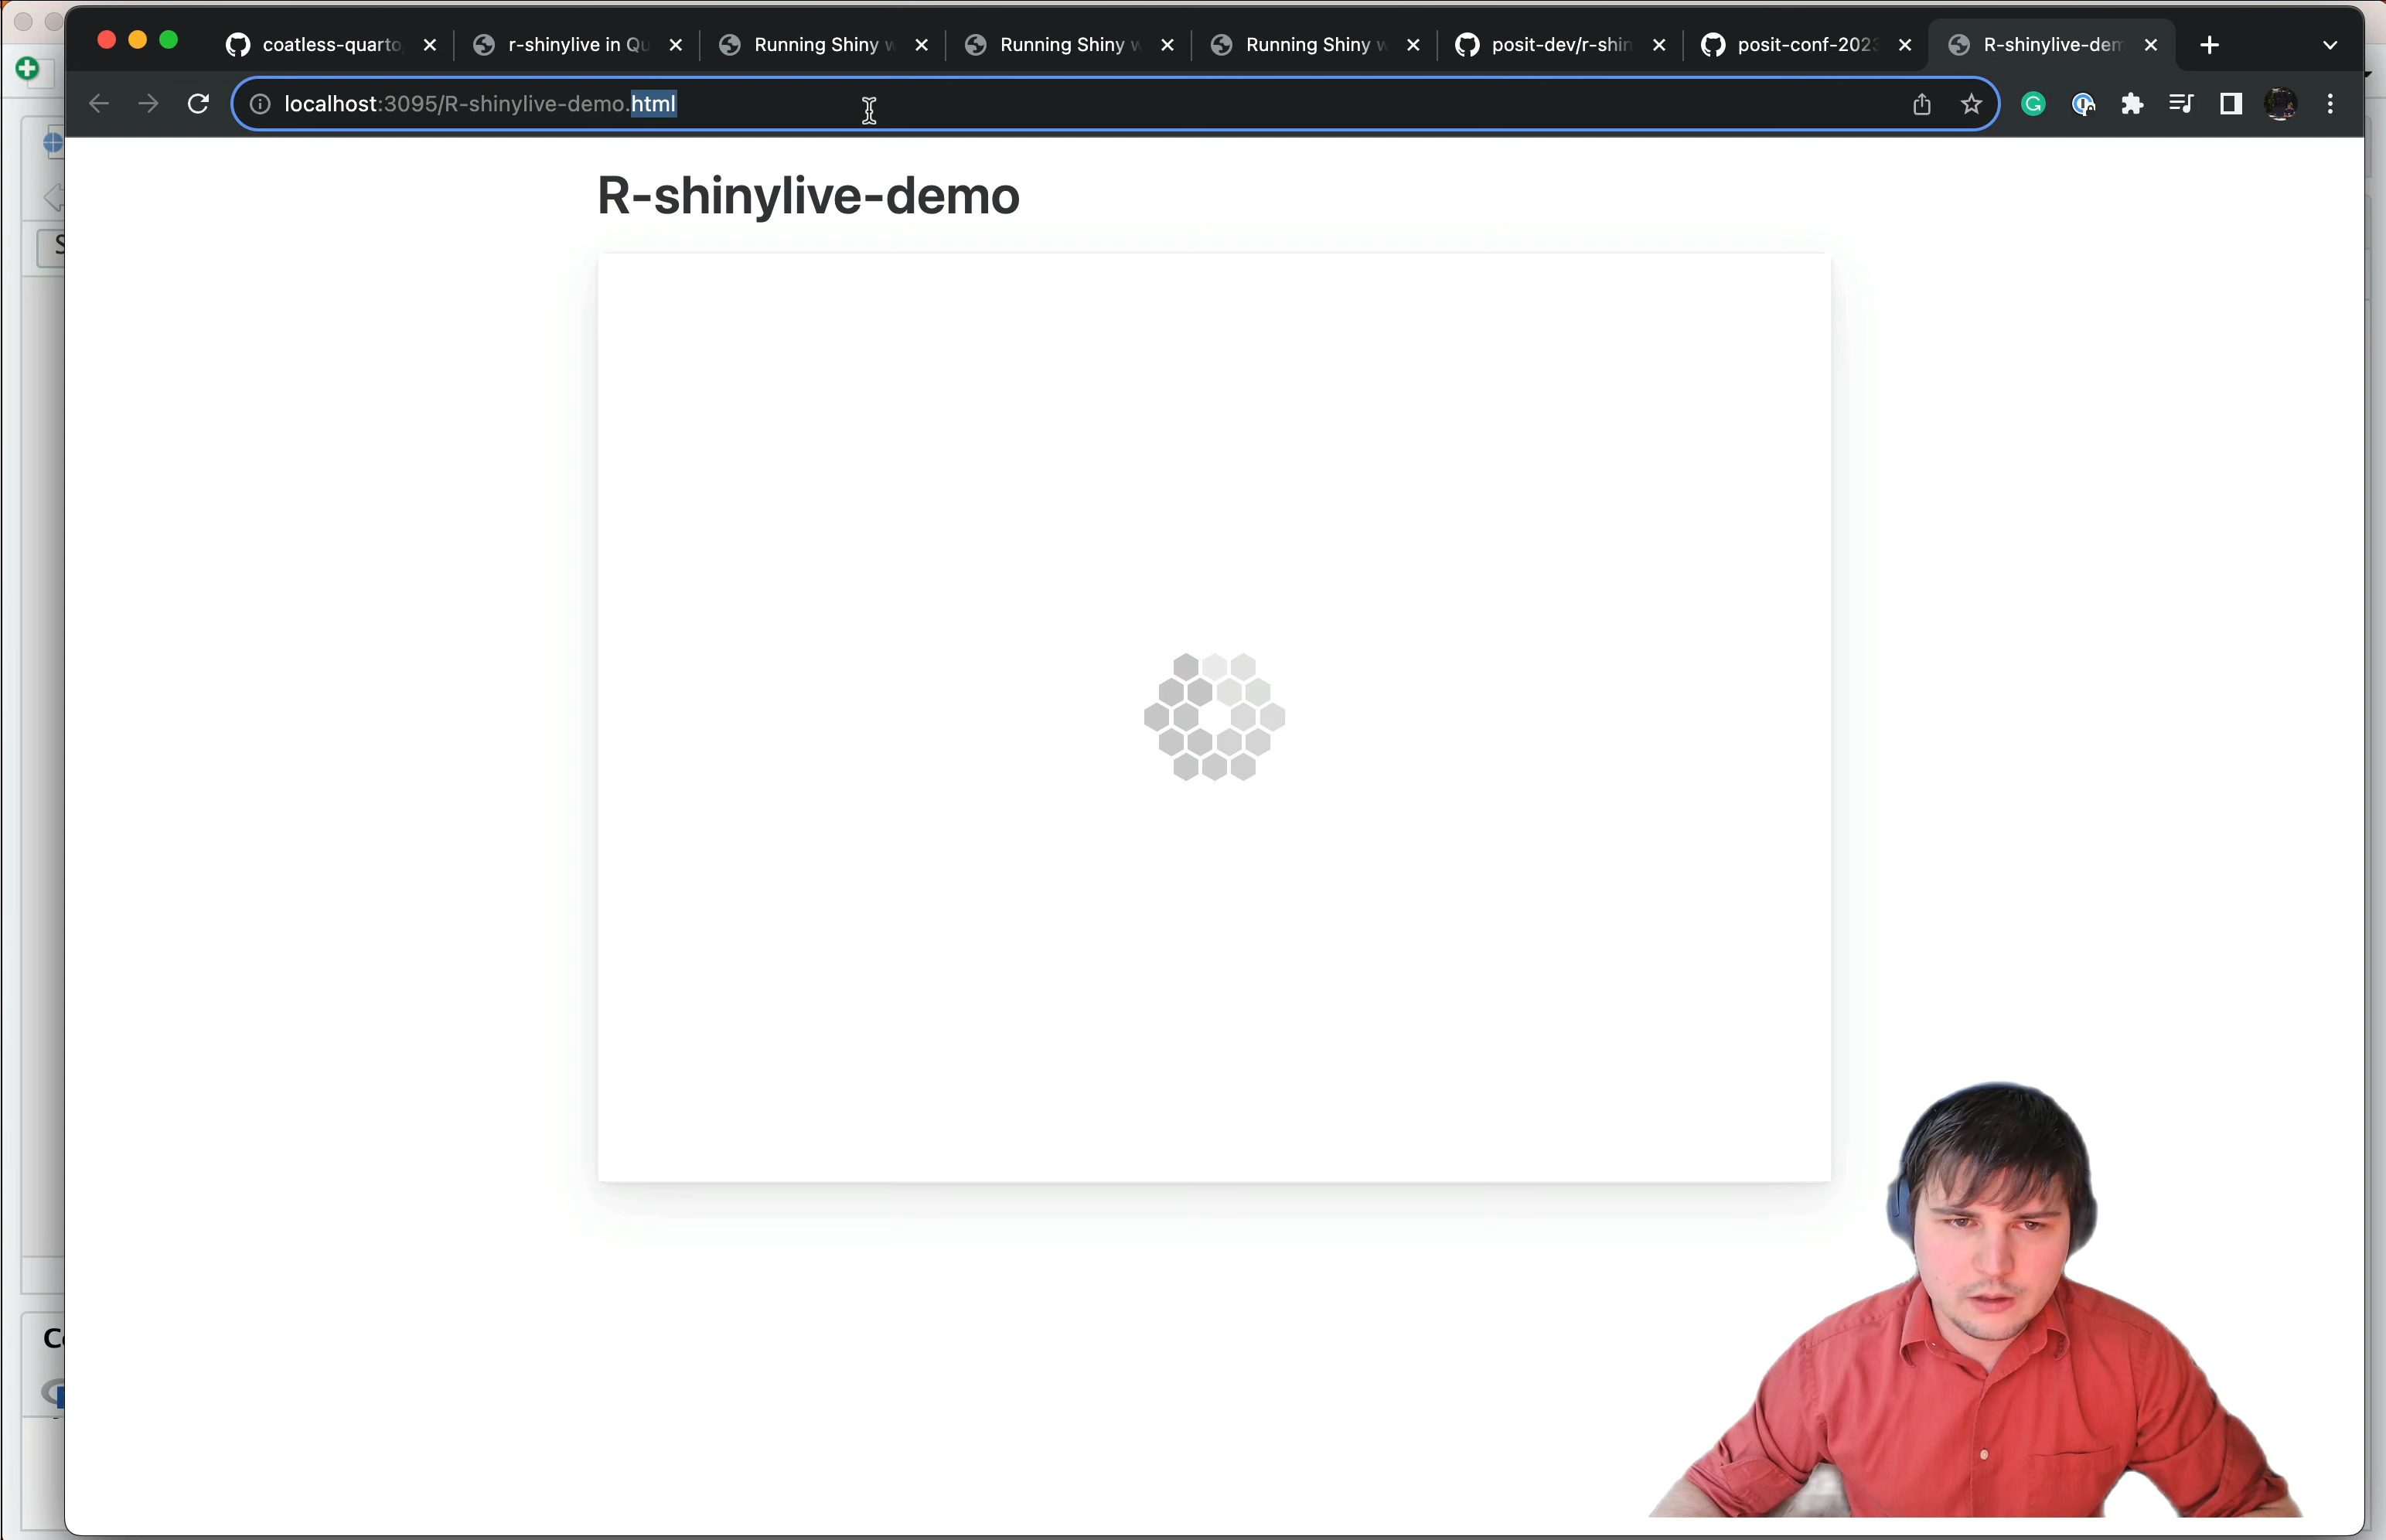 coatless-quarto
r-shinylive in Qu
Running Shiny w
Running Shiny w
Running Shiny w
posit-dev/r-shin
posit-conf-2023
R-shinylive-dem
localhost:3095/R-shinylive-demo.html
R-shinylive-demo